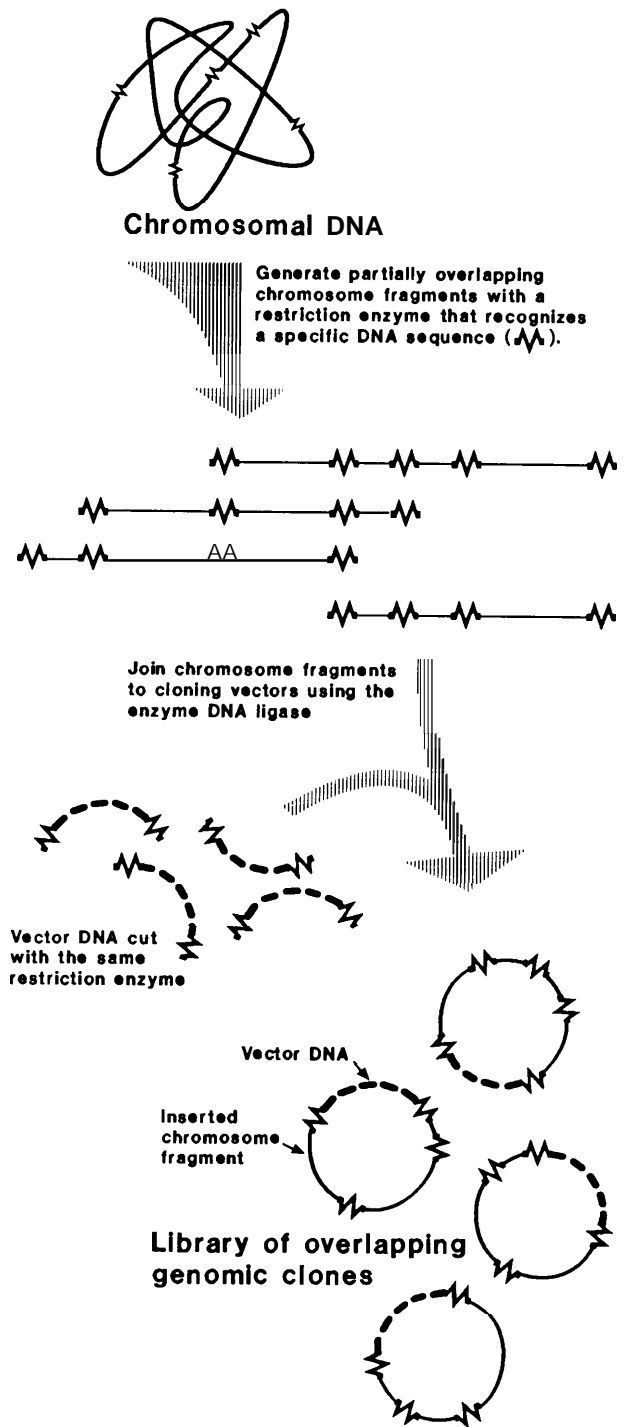 Chromosomal DNA
Generate partially overlapping
chromosome fragments with a
restriction enzyme that recognizes
a specific DNA sequence ( ).
AA
Join chromosome fragments
to cloning vectors using the
enzyme DNA ligase
Vector DNA cut
with the same
restriction enzyme
Vector DNA
Inserted
chromosome
fragment
Library of overlapping
genomic clones